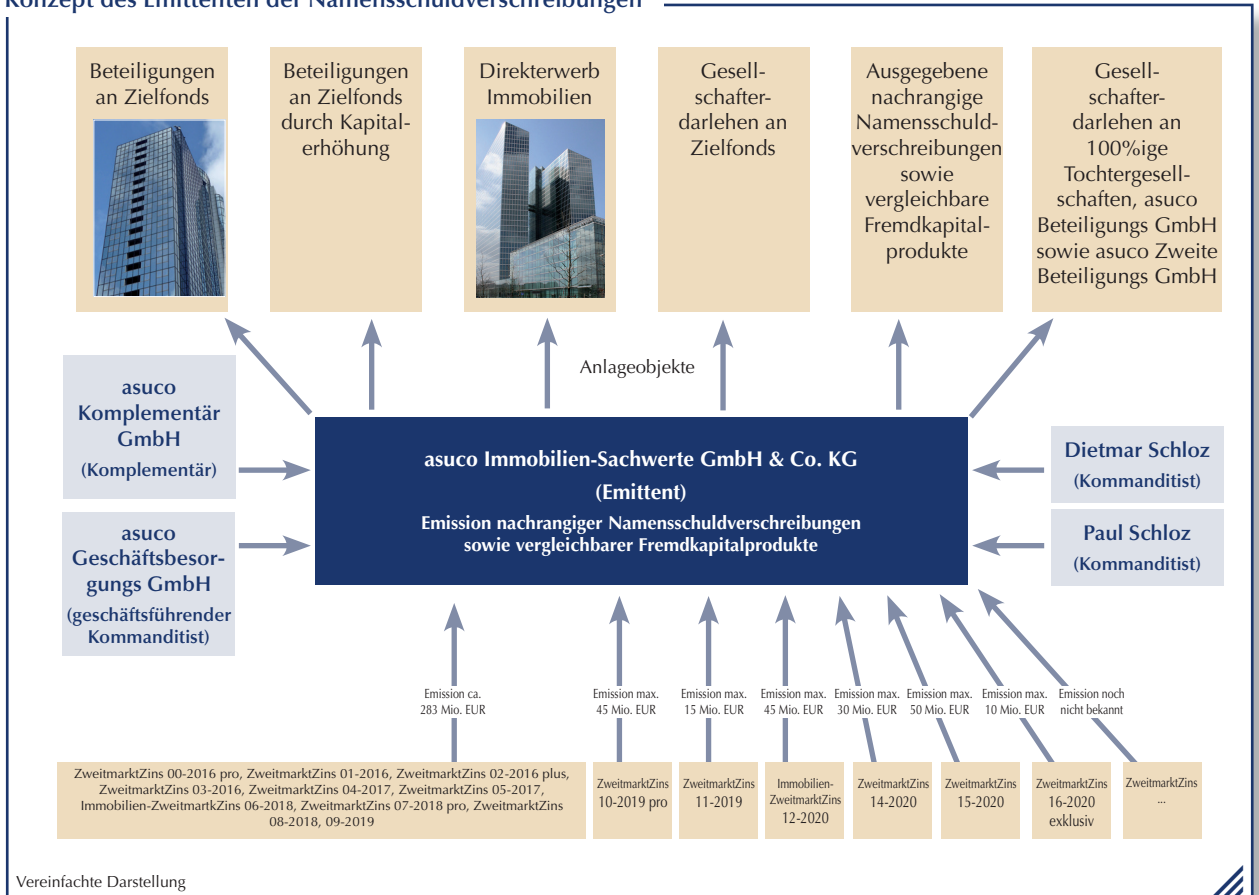 Konzept des Emittenten der Namensschuldverschreibungen
Beteiligungen
an Zielfonds
Beteiligungen
an Zielfonds
durch Kapital-
erhöhung
Direkterwerb
Immobilien
Gesell-
schafter-
darlehen an
Zielfonds
Ausgegebene
nachrangige
Namensschuld-
verschreibungen
sowie
vergleichbare
Fremdkapital-
produkte
Gesell-
schafter-
darlehen an
100%ige
Tochtergesell-
schaften, asuco
Beteiligungs GmbH
sowie asuco Zweite
Beteiligungs GmbH
Anlageobjekte
asuco
Komplementär
GmbH
(Komplementär)
asuco
Geschäftsbesor-
gungs GmbH
(geschäftsführender
Kommanditist)
asuco Immobilien-Sachwerte GmbH & Co. KG
(Emittent)
Emission nachrangiger Namensschuldverschreibungen
sowie vergleichbarer Fremdkapitalprodukte
Dietmar Schloz
(Kommanditist)
Paul Schloz
(Kommanditist)
Emission ca.
283 Mio. EUR
Emission max.
45 Mio. EUR
Emission max.
15 Mio. EUR
Emission max.
45 Mio. EUR
Emission max.
30 Mio. EUR
Emission max.
50 Mio. EUR
Emission max.
10 Mio. EUR
Emission noch
nicht bekannt
ZweitmarktZins 00-2016 pro, ZweitmarktZins 01-2016, ZweitmarktZins 02-2016 plus,
ZweitmarktZins 03-2016, ZweitmarktZins 04-2017, ZweitmarktZins 05-2017,
Immobilien-ZweitmartkZins 06-2018, ZweitmarktZins 07-2018 pro, ZweitmarktZins
08-2018, 09-2019
ZweitmarktZins
10-2019 pro
ZweitmarktZins
11-2019
Immobilien-
ZweitmarktZins
12-2020
ZweitmarktZins
14-2020
ZweitmarktZins
15-2020
ZweitmarktZins
16-2020
exklusiv
ZweitmarktZins
...
Vereinfachte Darstellung